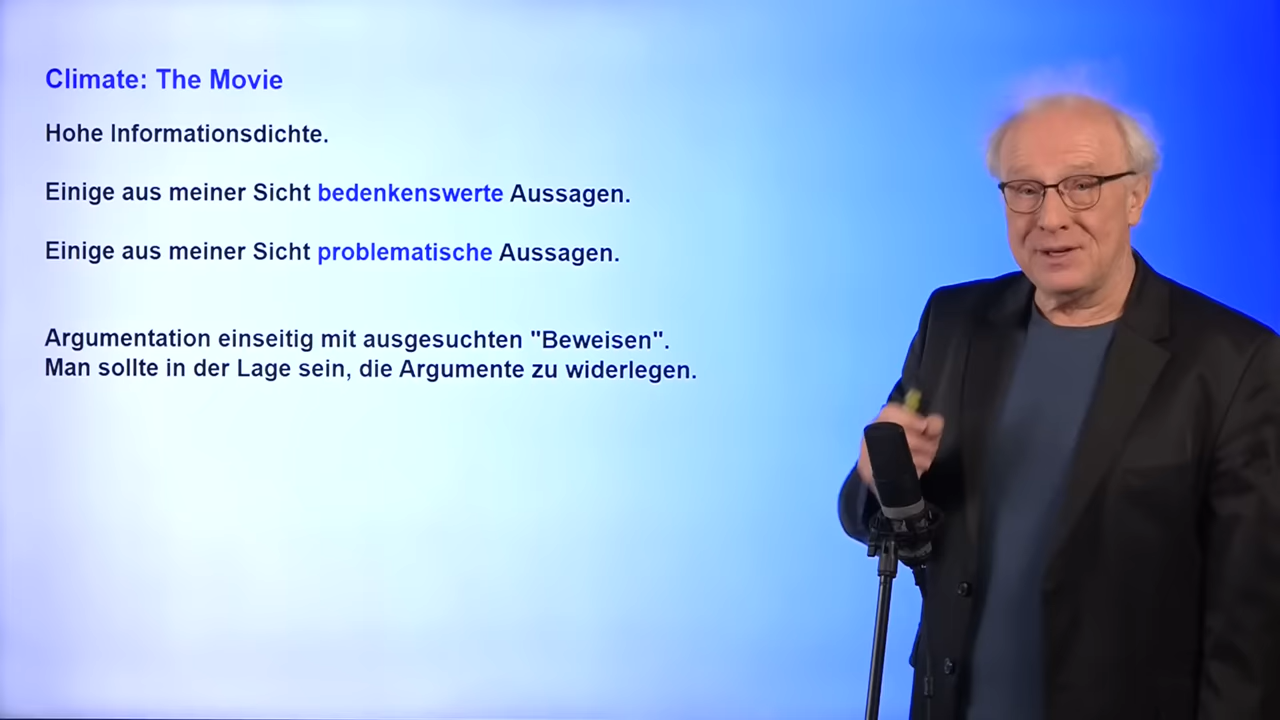 Climate: The Movie
Hohe Informationsdichte.
Einige aus meiner Sicht bedenkenswerte Aussagen.
Einige aus meiner Sicht problematische Aussagen.
Argumentation einseitig mit ausgesuchten "Beweisen".
Man sollte in der Lage sein, die Argumente zu widerlegen.